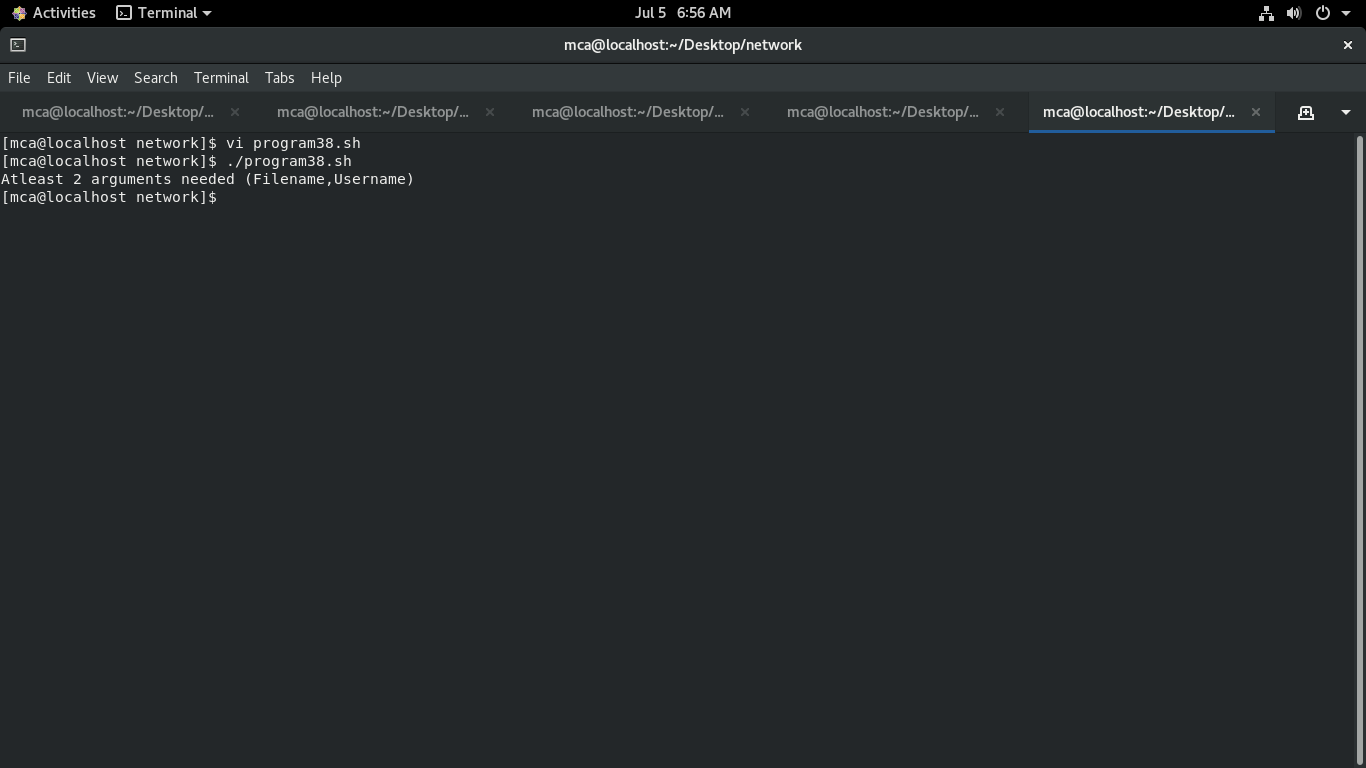 Activities Terminal Jul 5 6:56 AM
mca@localhost:~/Desktop/network
File Edit View Search Terminal Tabs Help
mca@localhost:~/Desktop/... mca@localhost:~/Desktop/... mca@localhost:~/Desktop/... mca@localhost:~/Desktop/... mca@localhost:~/Desktop/...
[mca@localhost network]$ vi program38.sh
[mca@localhost network]$ ./program38.sh
Atleast 2 arguments needed (Filename,Username)
[mca@localhost network]$